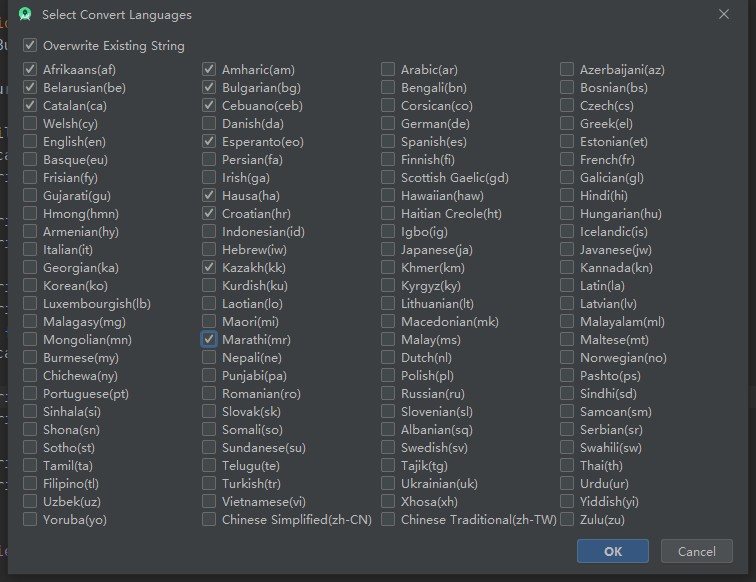 Select Convert Languages
Overwrite Existing String
Afrikaans(af) Amharic(am) Arabic(ar) Azerbaijani(az)
Belarusian(be) Bulgarian(bg) Bengali(bn) Bosnian(bs)
Catalan(ca) Cebuano(ceb) Corsican(co) Czech(cs)
Welsh(cy) Danish(da) German(de) Greek(el)
English(en) Esperanto(eo) Spanish(es) Estonian(et)
Basque(eu) Persian(fa) Finnish(fi) French(fr)
Frisian(fy) Irish(ga) Scottish Gaelic(gd) Galician(gl)
Gujarati(gu) Hausa(ha) Hawaiian(haw) Hindi(hi)
Hmong(hmn) Croatian(hr) Haitian Creole(ht) Hungarian(hu)
Armenian(hy) Indonesian(id) Igbo(ig) Icelandic(is)
Italian(it) Hebrew(iw) Japanese(ja) Javanese(jw)
Georgian(ka) Kazakh(kk) Khmer(km) Kannada(kn)
Korean(ko) Kurdish(ku) Kyrgyz(ky) Latin(la)
Luxembourgish(lb) Laotian(lo) Lithuanian(lt) Latvian(lv)
Malagasy(mg) Maori(mi) Macedonian(mk) Malayalam(ml)
Mongolian(mn) Marathi(mr) Malay(ms) Maltese(mt)
Burmese(my) Nepali(ne) Dutch(nl) Norwegian(no)
Chichewa(ny) Punjabi(pa) Polish(pl) Pashto(ps)
Portuguese(pt) Romanian(ro) Russian(ru) Sindhi(sd)
Sinhala(si) Slovak(sk) Slovenian(sl) Samoan(sm)
Shona(sn) Somali(so) Albanian(sq) Serbian(sr)
Sotho(st) Sundanese(su) Swedish(sv) Swahili(sw)
Tamil(ta) Telugu(te) Tajik(tg) Thai(th)
Filipino(tl) Turkish(tr) Ukrainian(uk) Urdu(ur)
Uzbek(uz) Vietnamese(vi) Xhosa(xh) Yiddish(yi)
Yoruba(yo) Chinese Simplified(zh-CN) Chinese Traditional(zh-TW) Zulu(zu)
OK Cancel